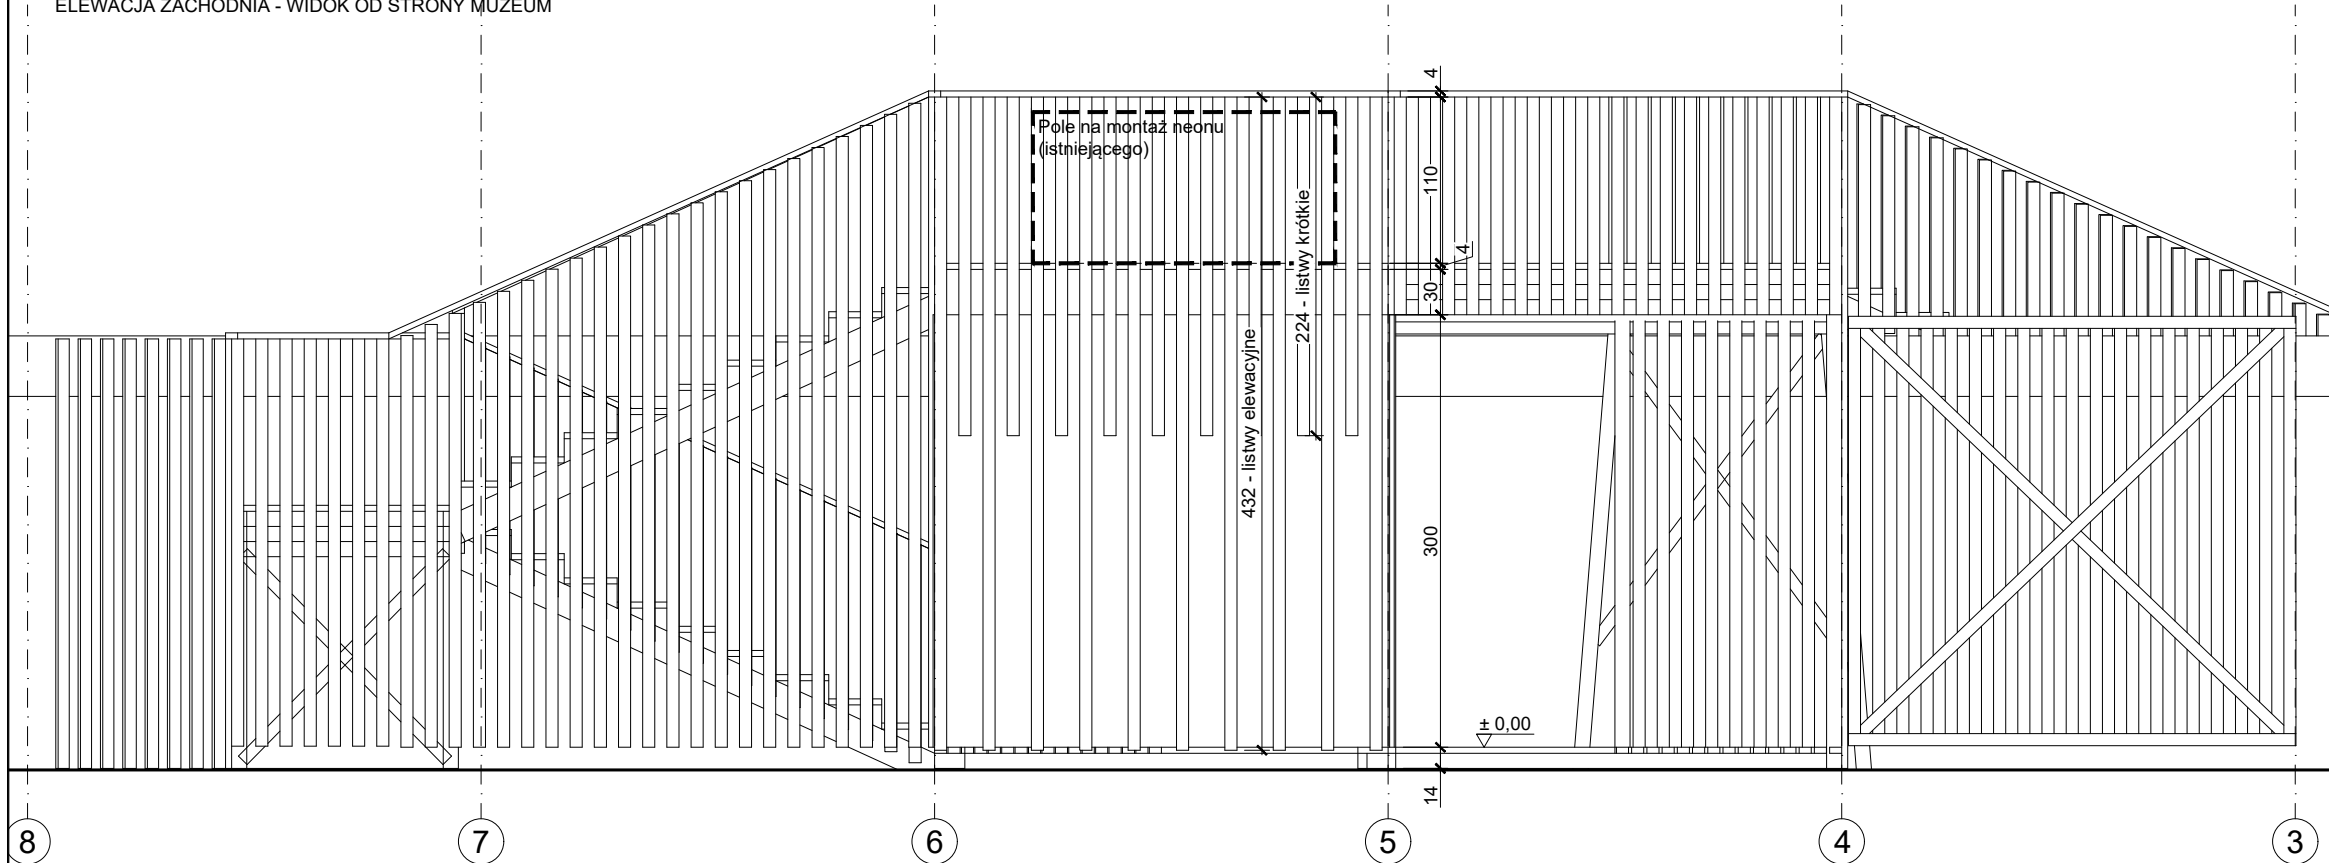 ELEWACJA ZACHODNIA - WIDOK OD STRONY MUZEUM
4
Pole na montaż neonu
(istniejącego)
110
224 - listwy krótkie
4
30
432 - listwy elewacyjne
300
± 0,00
14
8
7
6
5
4
3